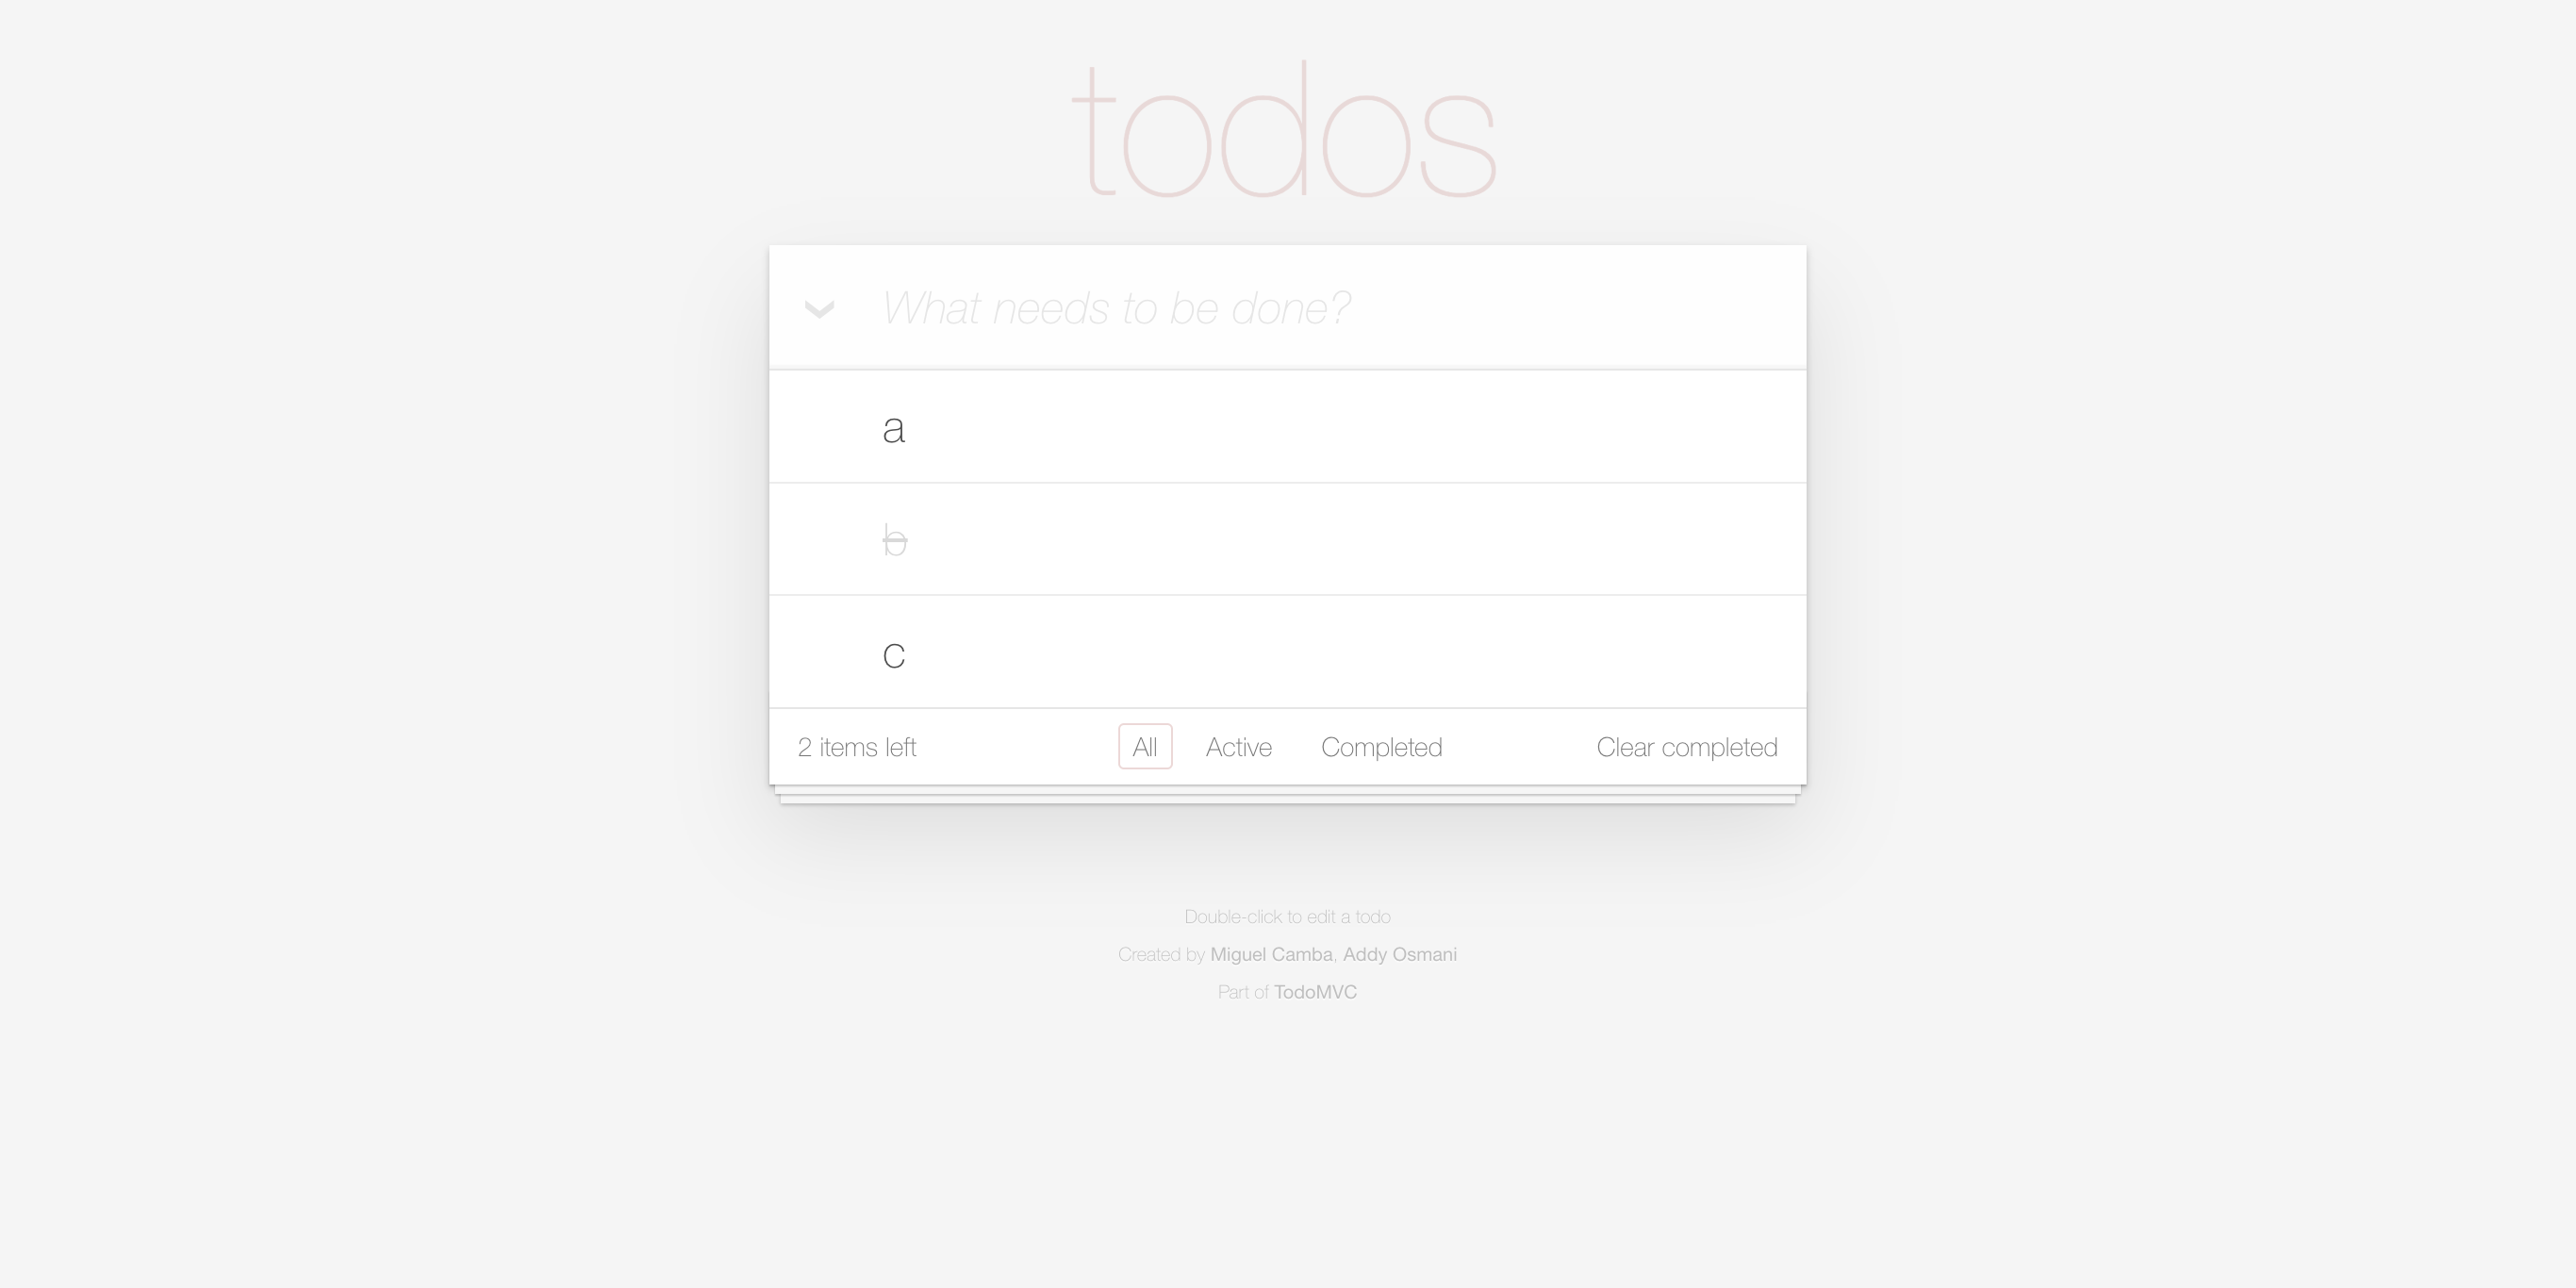 todos
What needs to be done?
a
b
c
2 items left All Active Completed Clear completed
Double-click to edit a todo
Created by Miguel Camba, Addy Osmani
Part of TodoMVC